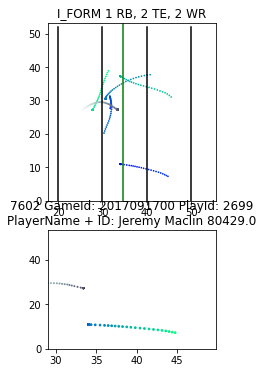 I_FORM 1 RB, 2 TE, 2 WR
50
40
30
20
10
0
20 30 40 50
7602 GameId: 2017091700 PlayId: 2699
PlayerName + ID: Jeremy Maclin 80429.0
40
20
0
30 35 40 45